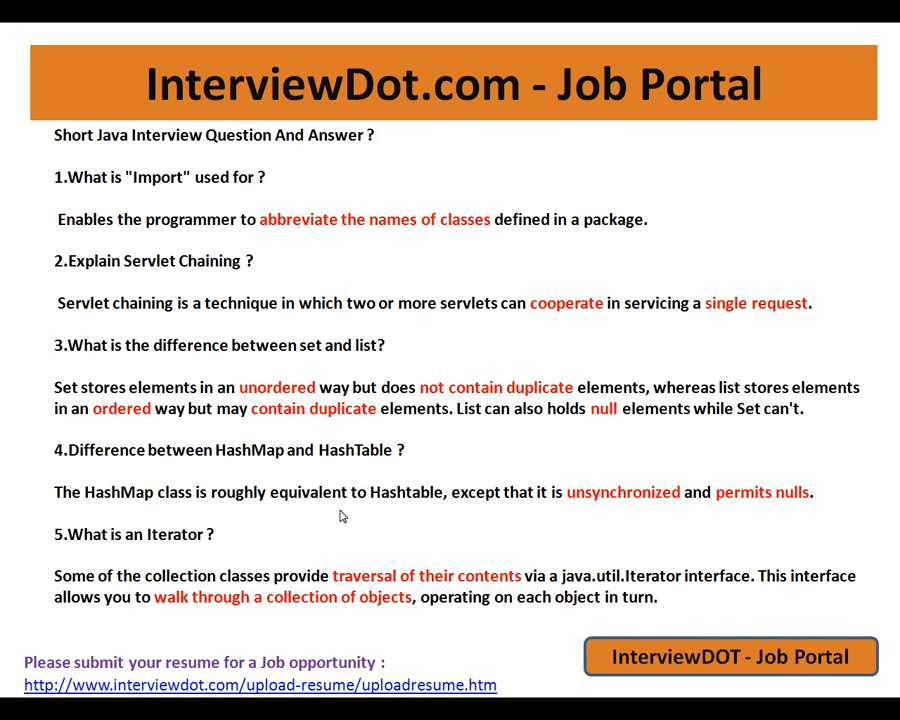 InterviewDot.com - Job Portal
Short Java Interview Question And Answer ?
1.What is "Import" used for ?
Enables the programmer to abbreviate the names of classes defined in a package.
2.Explain Servlet Chaining ?
Servlet chaining is a technique in which two or more servlets can cooperate in servicing a single request.
3.What is the difference between set and list?
Set stores elements in an unordered way but does not contain duplicate elements, whereas list stores elements
in an ordered way but may contain duplicate elements. List can also holds null elements while Set can't.
4.Difference between HashMap and HashTable ?
The HashMap class is roughly equivalent to Hashtable, except that it is unsynchronized and permits nulls.
5.What is an Iterator ?
Some of the collection classes provide traversal of their contents via a java.util.Iterator interface. This interface
allows you to walk through a collection of objects, operating on each object in turn.
Please submit your resume for a Job opportunity :
http://www.interviewdot.com/upload-resume/uploadresume.htm
InterviewDOT - Job Portal